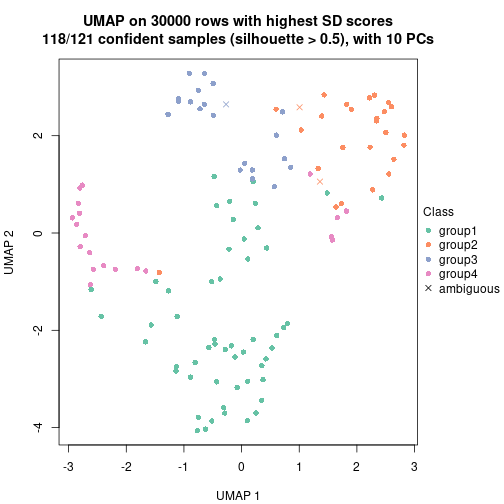 UMAP on 30000 rows with highest SD scores
118/121 confident samples (silhouette > 0.5), with 10 PCs
UMAP 2
2
0
-2
-4
-3
-2
-1
0
1
2
3
UMAP 1
Class
group1
group2
group3
group4
ambiguous